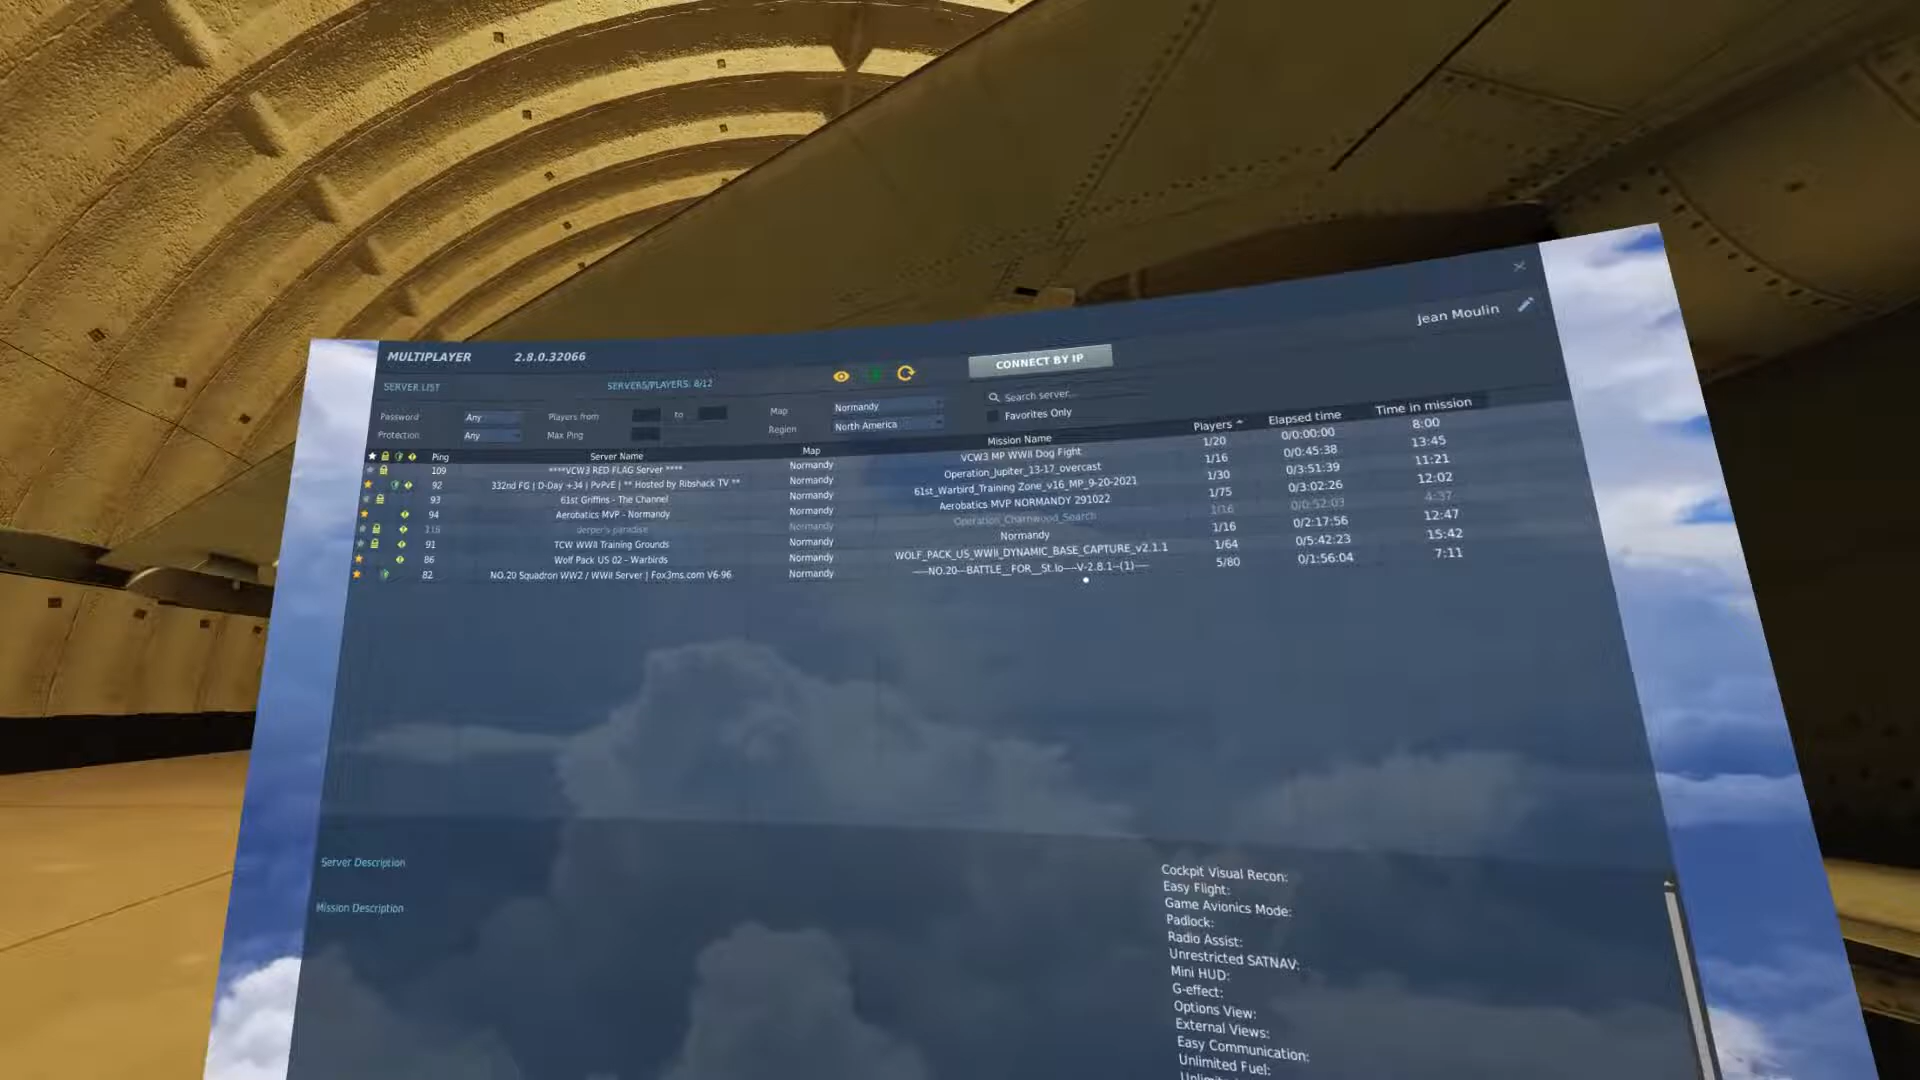 MULTIPLAYER 2.8.0.32066
Jean Moulin
CONNECT BY IP
SERVER LIST SERVERS/PLAYERS: 8/12
Search server...
Password Any Players from to Map Normandy Favorites Only
Protection Any Max Ping Region North America
Ping Server Name Map Mission Name Players Elapsed time Time in mission
109 ****VCW3 RED FLAG Server **** Normandy VCW3 MP WWII Dog Fight 1/20 0/0:00:00 8:00
92 332nd FG | D-Day +34 | PvPvE | ** Hosted by Ribshack TV ** Normandy Operation_Jupiter_13-17_overcast 1/16 0/0:45:38 13:45
93 61st Griffins - The Channel Normandy 61st_Warbird_Training Zone_v16_MP_9-20-2021 1/30 0/3:51:39 11:21
94 Aerobatics MVP - Normandy Normandy Aerobatics MVP NORMANDY 291022 1/75 0/3:02:26 12:02
116 derper's paradise Normandy Operation_Charnwood_Search 1/16 0/0:52:03 4:37
91 TCW WWII Training Grounds Normandy Normandy 1/16 0/2:17:56 12:47
86 Wolf Pack US 02 - Warbirds Normandy WOLF_PACK_US_WWII_DYNAMIC_BASE_CAPTURE_v2.1.1 1/64 0/5:42:23 15:42
82 NO.20 Squadron WW2 / WWII Server | Fox3ms.com V6-96 Normandy ----NO.20--BATTLE__FOR__St.lo----V-2.8.1--(1)---- 5/80 0/1:56:04 7:11
Server Description
Mission Description
Cockpit Visual Recon:
Easy Flight:
Game Avionics Mode:
Padlock:
Radio Assist:
Unrestricted SATNAV:
Mini HUD:
G-effect:
Options View:
External Views:
Easy Communication:
Unlimited Fuel: